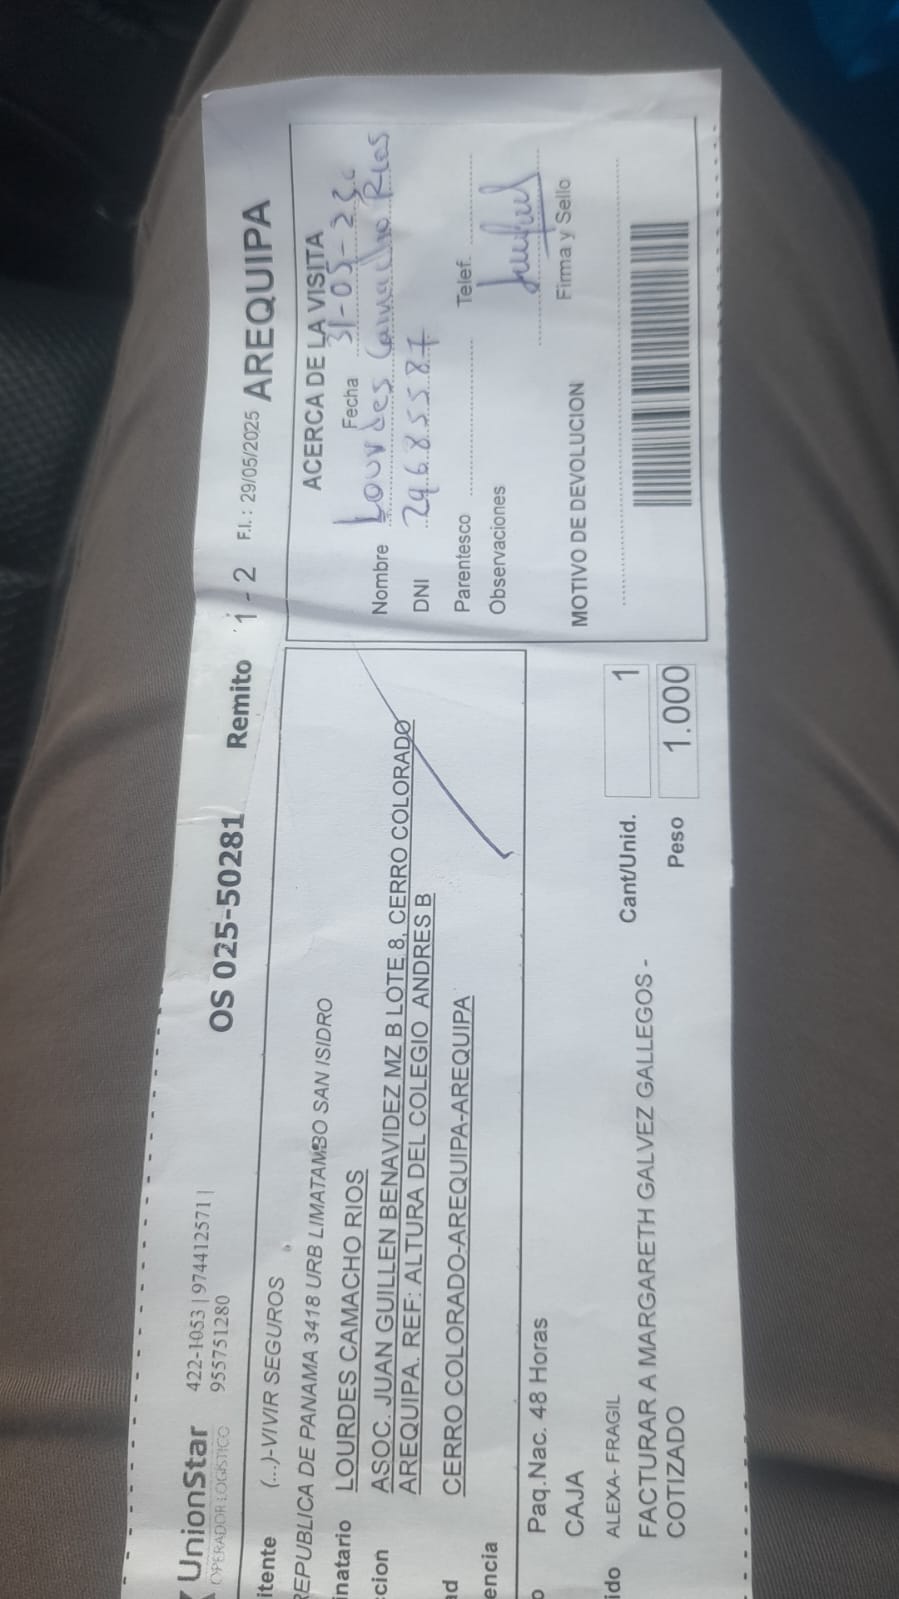 UnionStar
OPERADOR LOGÍSTICO
422-1053 | 974412571 |
955751280
OS 025-50281 Remito 1 - 2 F.I.: 29/05/2025 AREQUIPA
itente (...)-VIVIR SEGUROS
REPUBLICA DE PANAMA 3418 URB LIMATAMBO SAN ISIDRO
inatario LOURDES CAMACHO RIOS
ccion ASOC. JUAN GUILLEN BENAVIDEZ MZ B LOTE 8, CERRO COLORADO
AREQUIPA. REF: ALTURA DEL COLEGIO ANDRES B
ad CERRO COLORADO-AREQUIPA-AREQUIPA
encia
o Paq.Nac. 48 Horas
CAJA
ido ALEXA- FRAGIL
FACTURAR A MARGARETH GALVEZ GALLEGOS -
COTIZADO
Cant/Unid. 1
Peso 1.000
ACERCA DE LA VISITA
Fecha 31-05-25
Nombre Lourdes Camacho Rios
DNI 29685587
Parentesco Telef.
Observaciones
Firma y Sello
MOTIVO DE DEVOLUCION